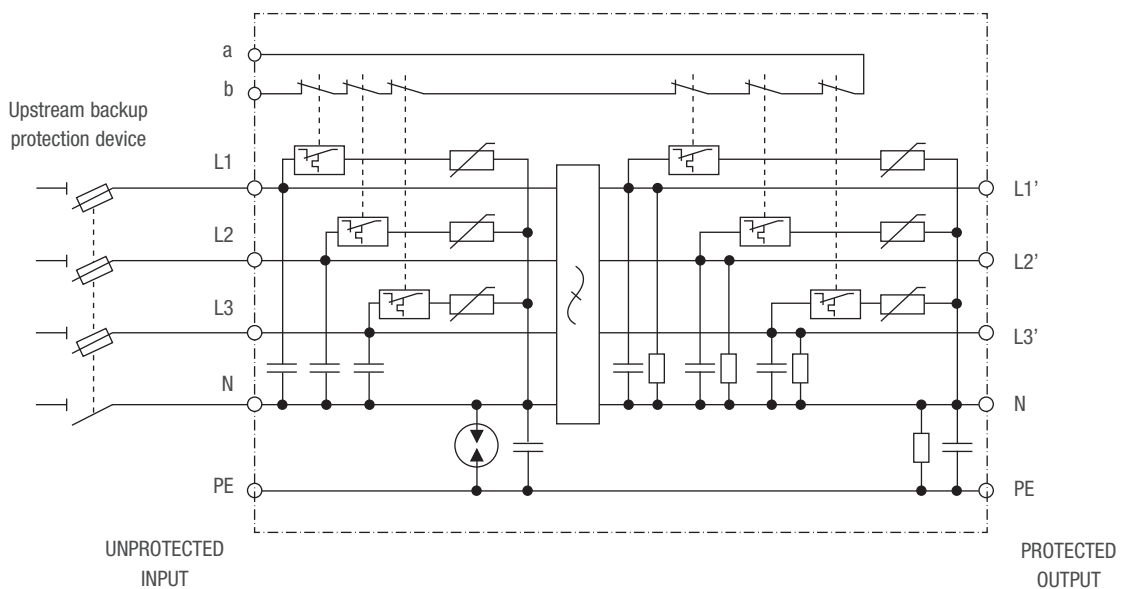 a
b
Upstream backup
protection device
L1
L1’
L2
L2’
L3
L3’
N
N
PE
PE
UNPROTECTED
INPUT
PROTECTED
OUTPUT